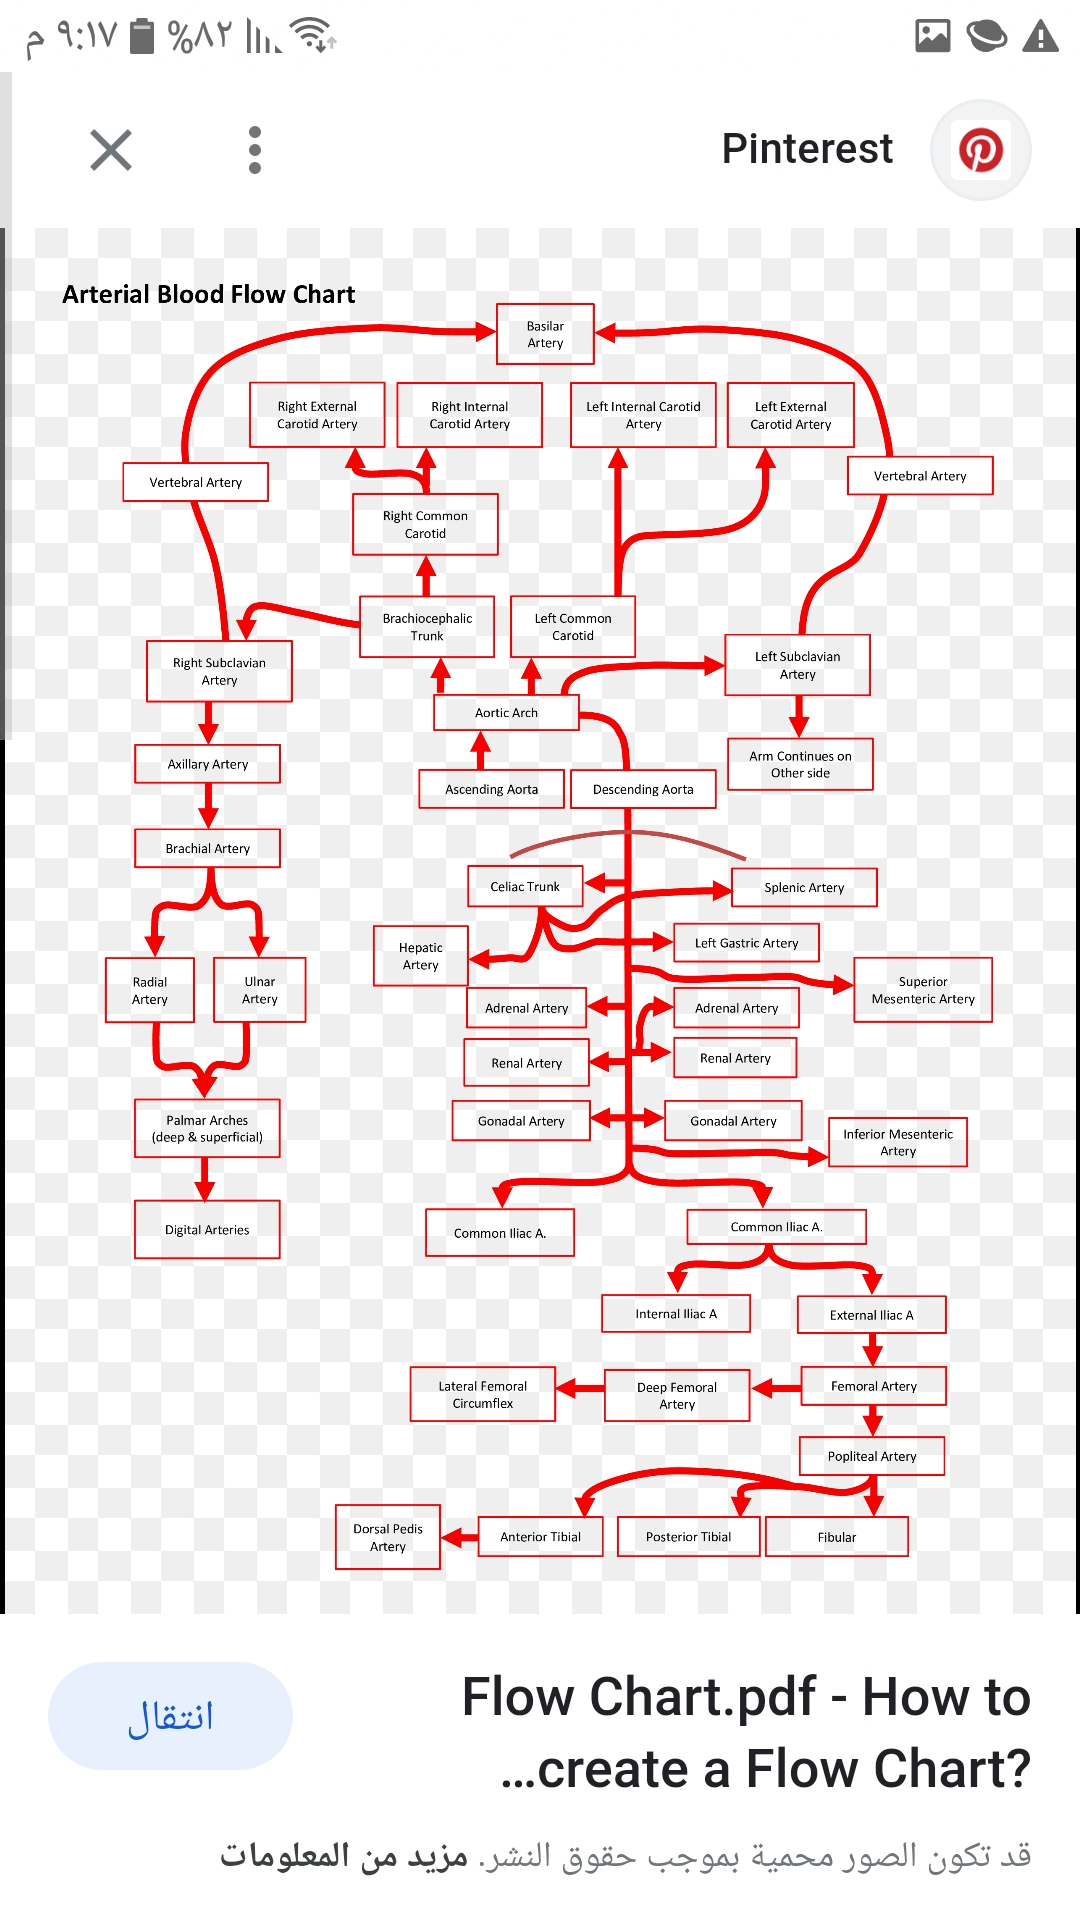 م ٩:١٧ %٨٢
Pinterest
Arterial Blood Flow Chart
Basilar
Artery
Right External
Carotid Artery
Right Internal
Carotid Artery
Left Internal Carotid
Artery
Left External
Carotid Artery
Vertebral Artery
Vertebral Artery
Right Common
Carotid
Brachiocephalic
Trunk
Left Common
Carotid
Right Subclavian
Artery
Left Subclavian
Artery
Aortic Arch
Axillary Artery
Ascending Aorta
Descending Aorta
Arm Continues on
Other side
Brachial Artery
Celiac Trunk
Splenic Artery
Hepatic
Artery
Left Gastric Artery
Radial
Artery
Ulnar
Artery
Superior
Mesenteric Artery
Adrenal Artery
Adrenal Artery
Renal Artery
Renal Artery
Palmar Arches
(deep & superficial)
Gonadal Artery
Gonadal Artery
Inferior Mesenteric
Artery
Digital Arteries
Common Iliac A.
Common Iliac A.
Internal Iliac A
External Iliac A
Lateral Femoral
Circumflex
Deep Femoral
Artery
Femoral Artery
Popliteal Artery
Dorsal Pedis
Artery
Anterior Tibial
Posterior Tibial
Fibular
Flow Chart.pdf - How to
...create a Flow Chart?
انتقال
قد تكون الصور محمية بموجب حقوق النشر. مزيد من المعلومات